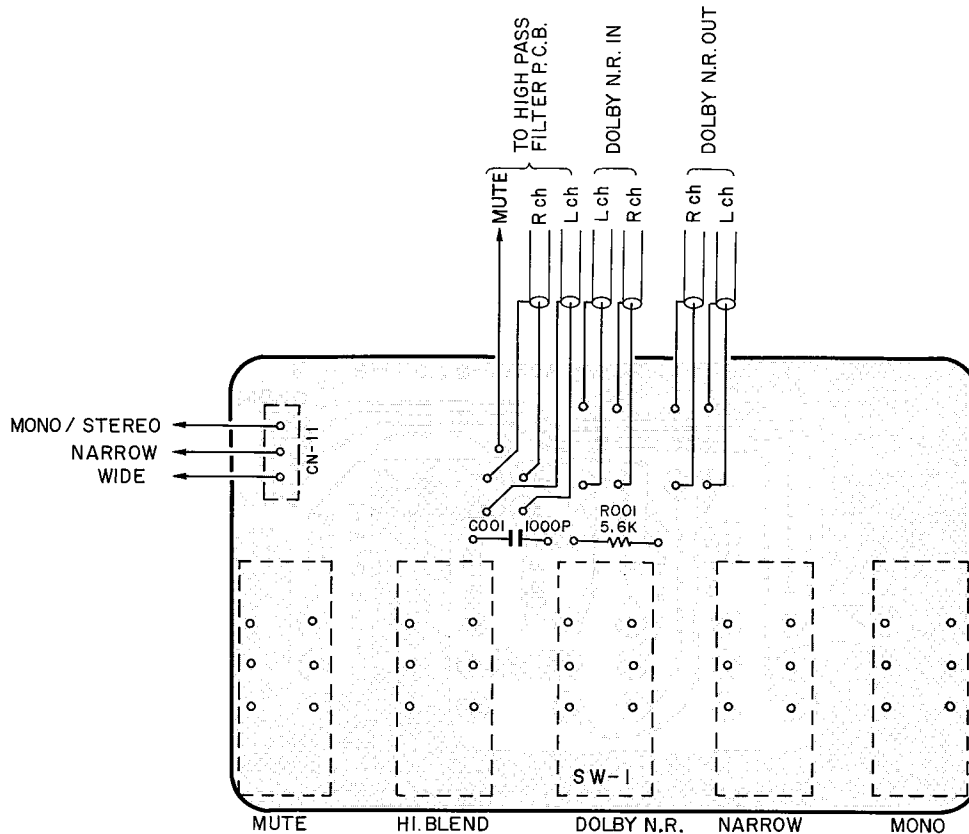 TO HIGH PASS
FILTER P.C.B.
DOLBY N.R. IN
DOLBY N.R. OUT
MUTE
R ch
L ch
L ch
R ch
R ch
L ch
MONO / STEREO
NARROW
WIDE
CN-11
C001 1000P
R001
5.6K
SW-1
MUTE
HI.BLEND
DOLBY N.R.
NARROW
MONO